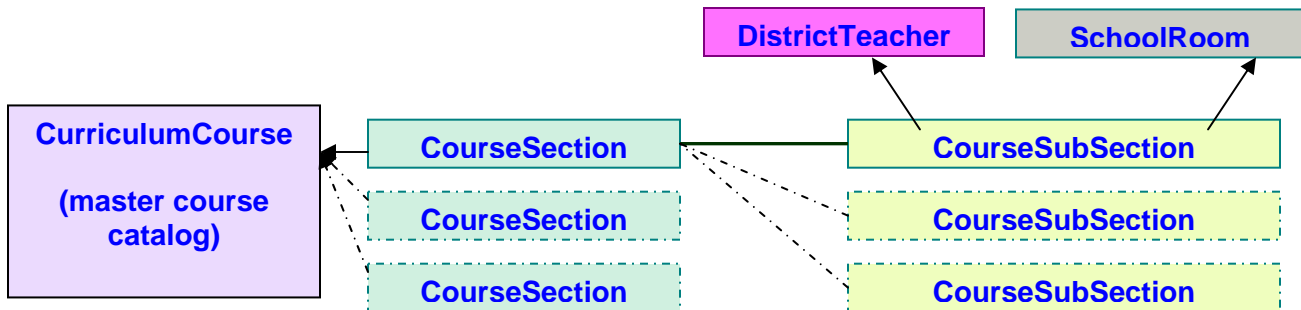 DistrictTeacher
SchoolRoom
CurriculumCourse
(master course
catalog)
CourseSection
CourseSubSection
CourseSection
CourseSubSection
CourseSection
CourseSubSection